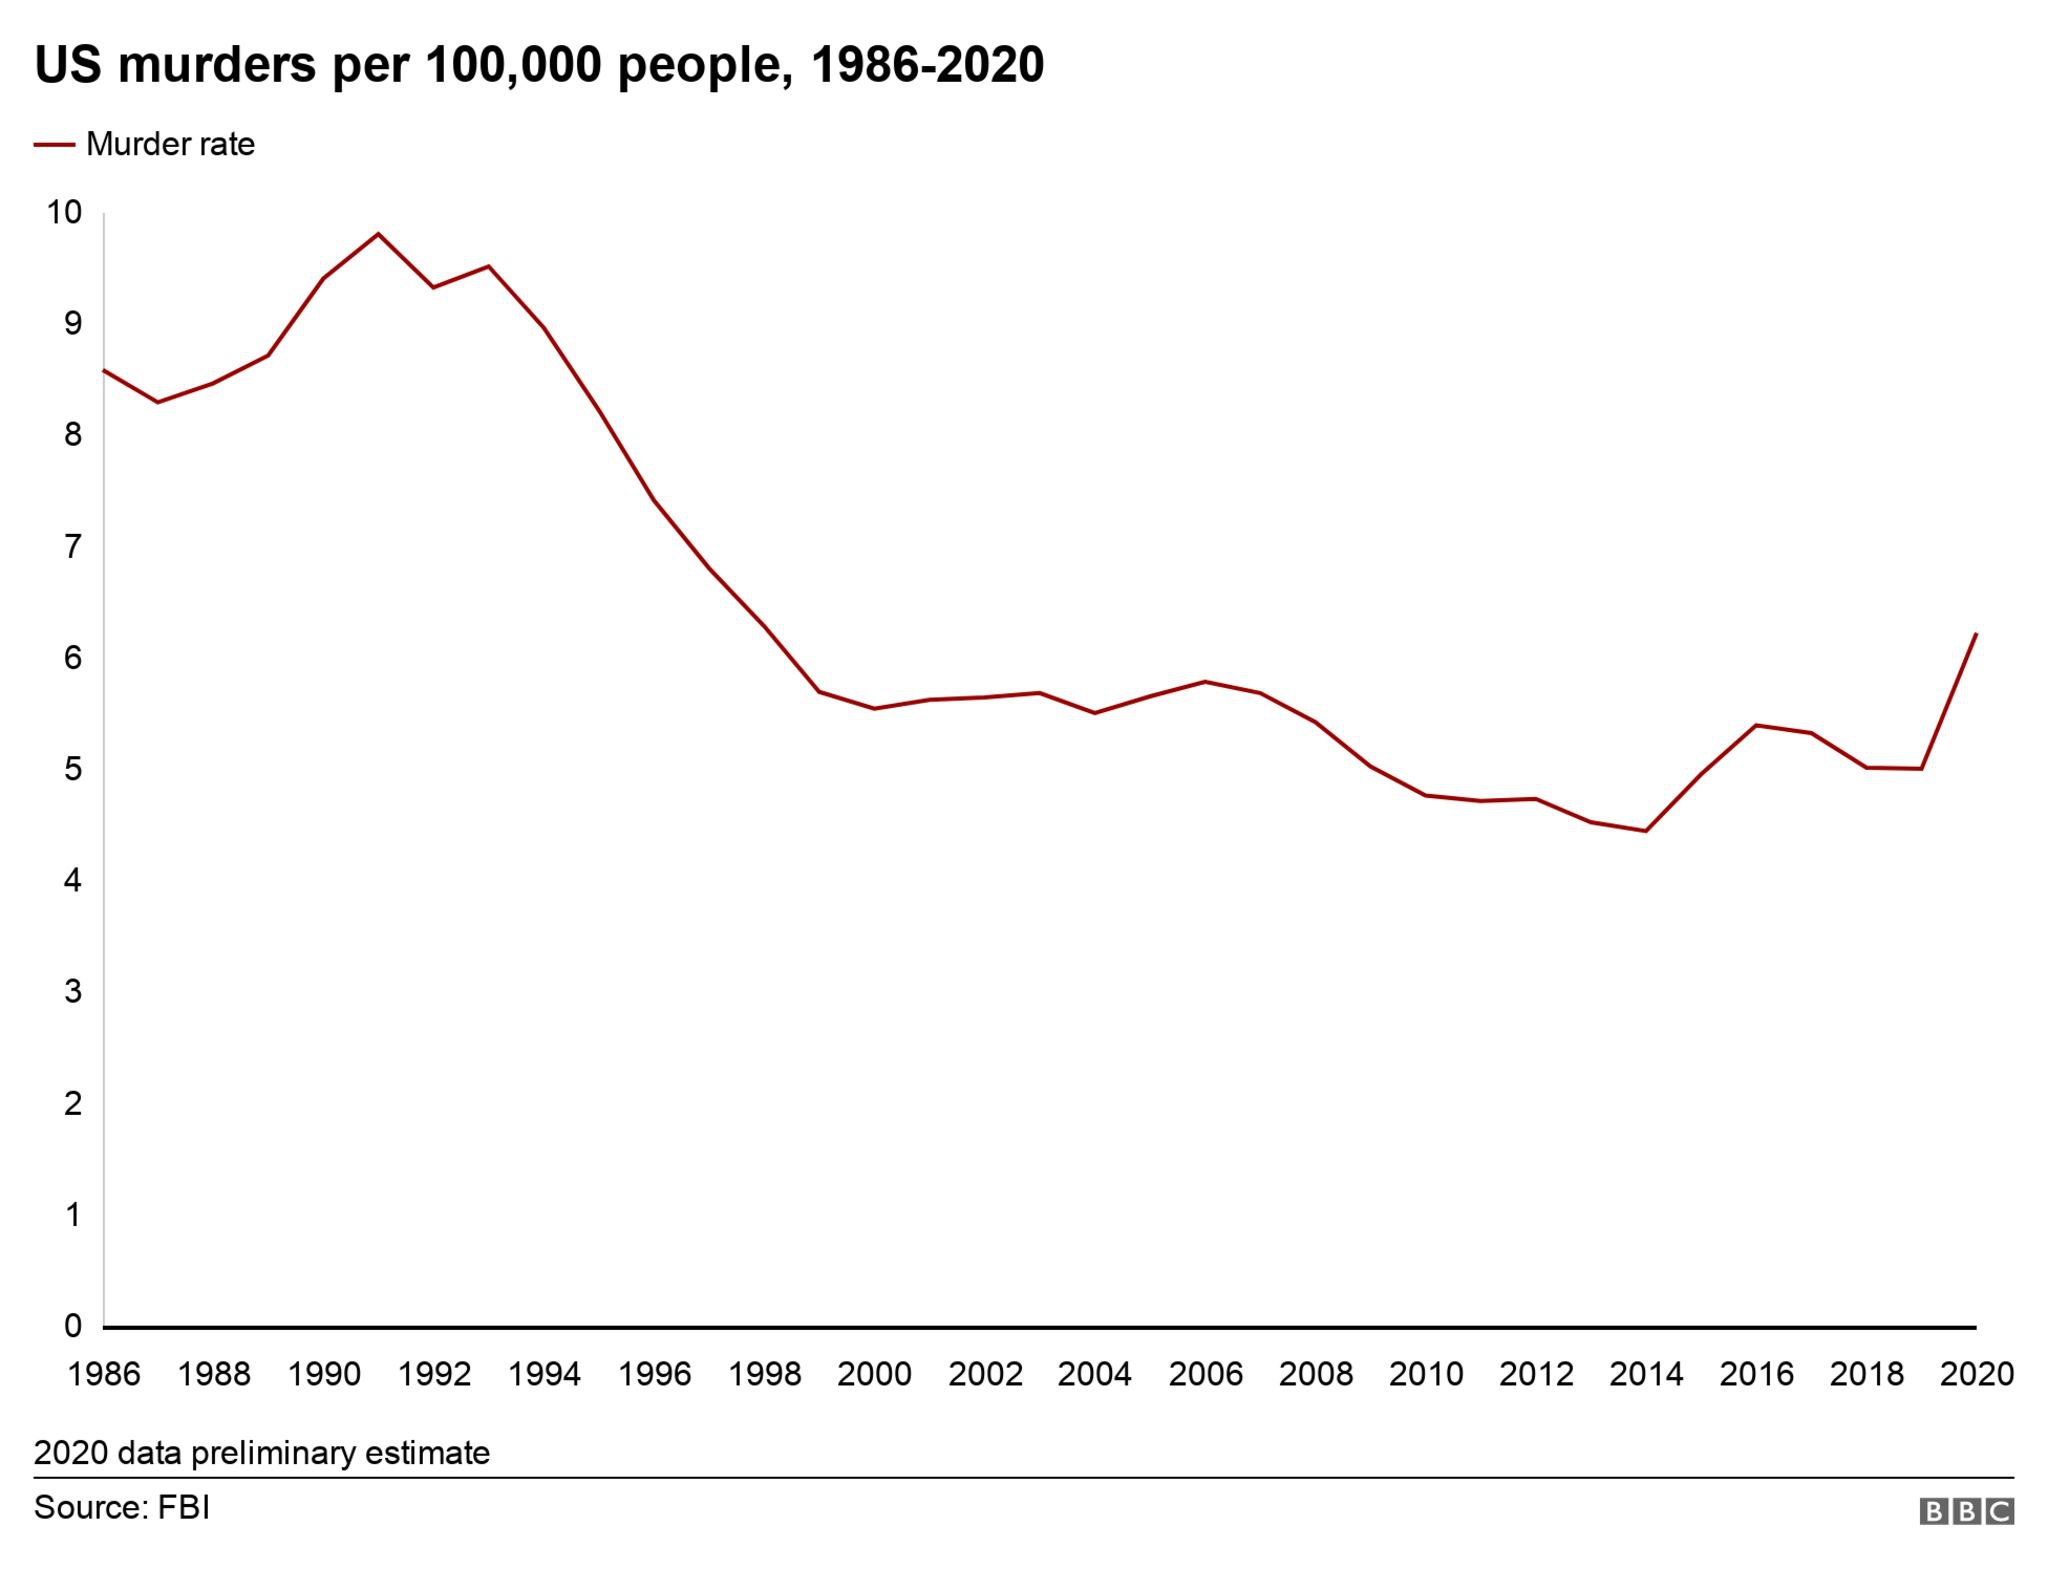 US murders per 100,000 people, 1986-2020
Murder rate
10
9
8
7
6
5
4
3
2
1
0
1986 1988 1990 1992 1994 1996 1998 2000 2002 2004 2006 2008 2010 2012 2014 2016 2018 2020
2020 data preliminary estimate
Source: FBI
BBC